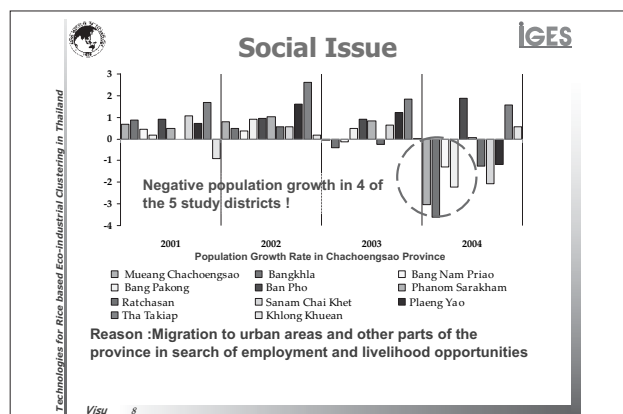 Social Issue
IGES
Technologies for Rice based Eco-industrial Clustering in Thailand
3
2
1
0
-1
-2
-3
-4
Negative population growth in 4 of
the 5 study districts !
2001 2002 2003 2004
Population Growth Rate in Chachoengsao Province
Mueang Chachoengsao Bangkhla Bang Nam Priao
Bang Pakong Ban Pho Phanom Sarakham
Ratchasan Sanam Chai Khet Plaeng Yao
Tha Takiap Khlong Khuean
Reason :Migration to urban areas and other parts of the
province in search of employment and livelihood opportunities
Visu 8